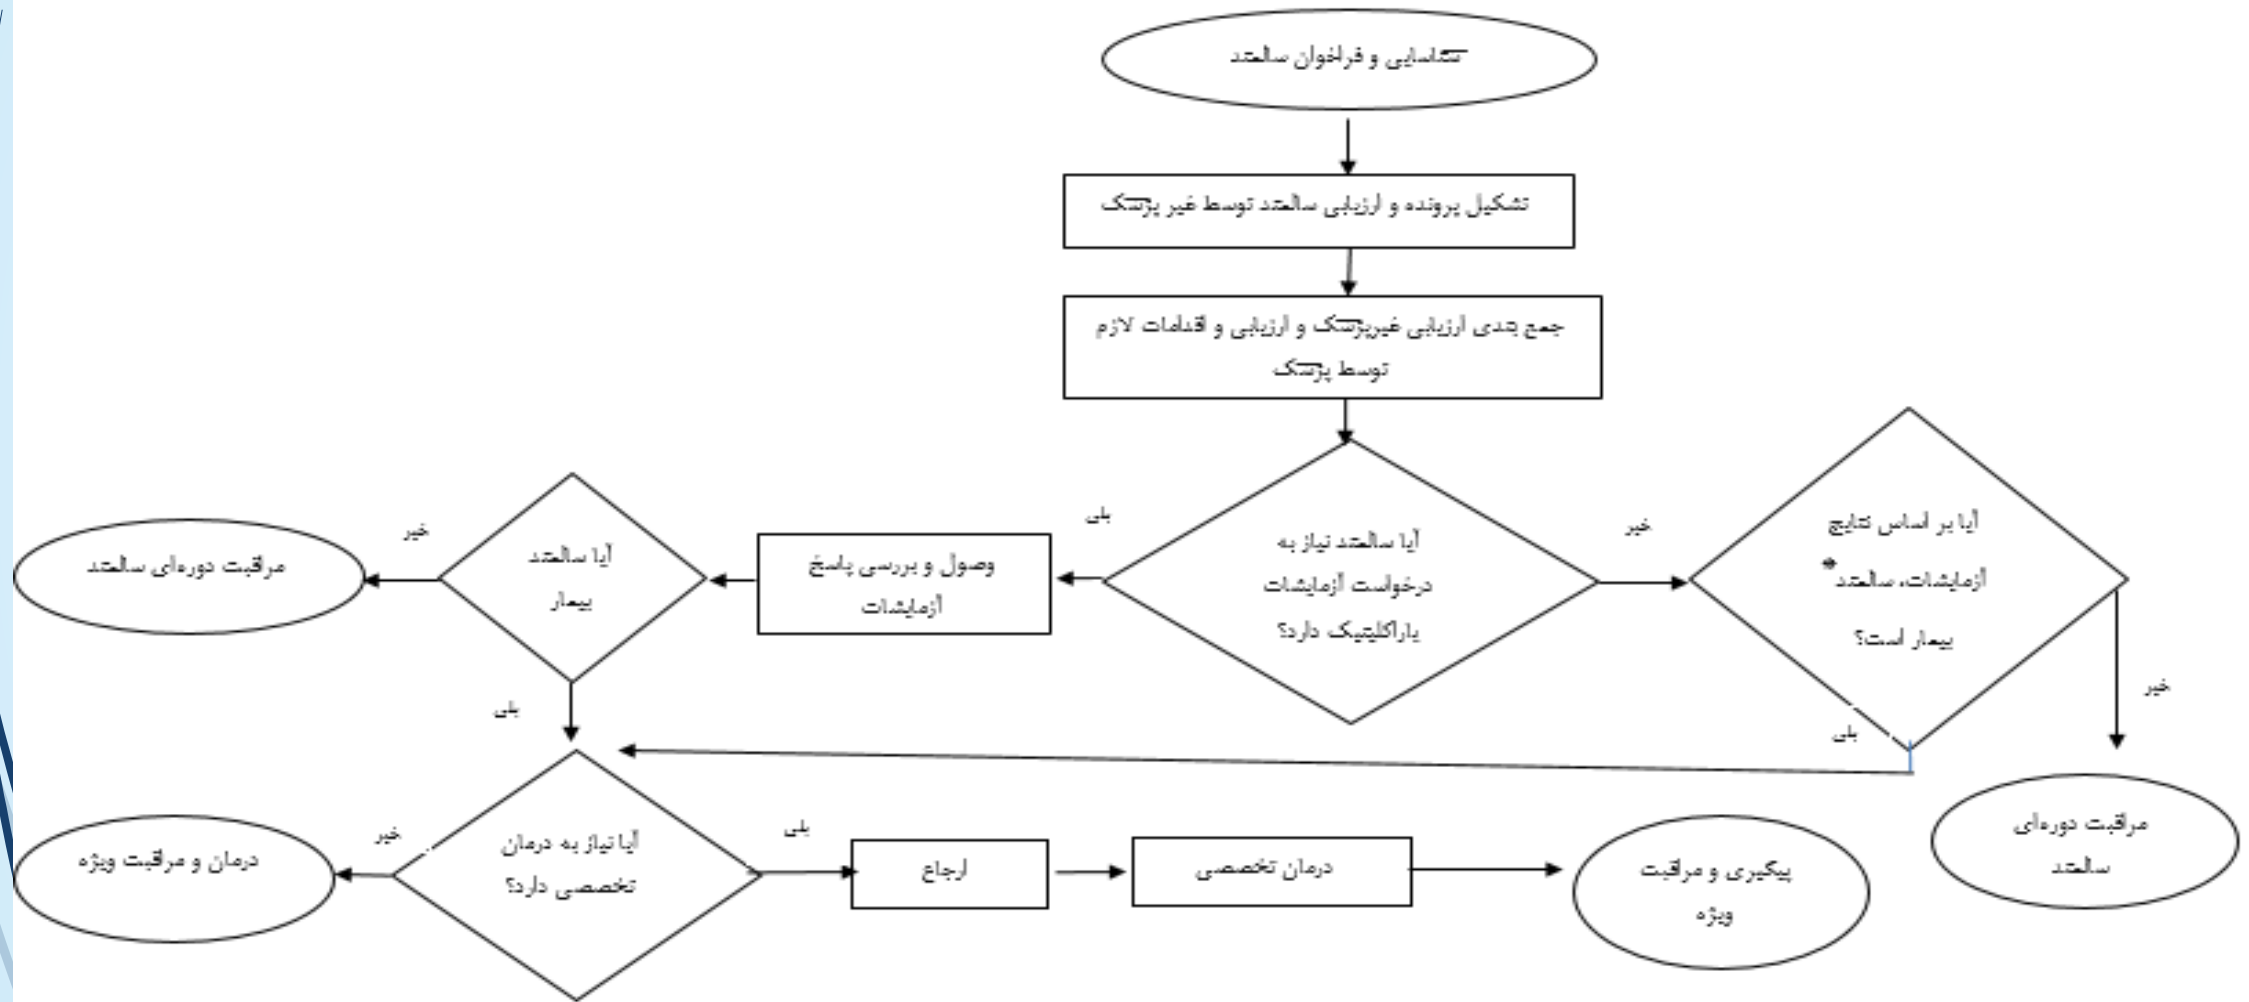 شناسایی و فراخوان سالمند
تشکیل پرونده و ارزیابی سالمند توسط غیر پزشک
جمع بندی ارزیابی غیرپزشک و ارزیابی و اقدامات لازم
توسط پزشک
آیا سالمند نیاز به
درخواست آزمایشات
پاراکلینیک دارد؟
خیر
آیا بر اساس نتایج
آزمایشات، سالمند*
بیمار است؟
خیر
مراقبت دوره‌ای
سالمند
بلی
بلی
وصول و بررسی پاسخ
آزمایشات
آیا سالمند
بیمار
خیر
مراقبت دوره‌ای سالمند
بلی
آیا نیاز به درمان
تخصصی دارد؟
خیر
درمان و مراقبت ویژه
بلی
ارجاع
درمان تخصصی
پیگیری و مراقبت
ویژه